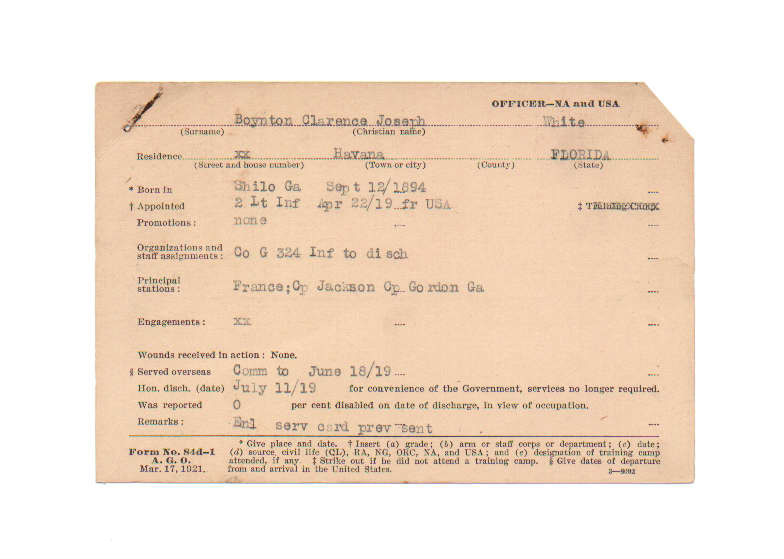 OFFICER—NA and USA
Boynton Clarence Joseph White
(Surname) (Christian name)
Residence xx Havana FLORIDA
(Street and house number) (Town or city) (County) (State)
* Born in Shilo Ga Sept 12/1894
† Appointed 2 Lt Inf Apr 22/19 fr USA ‡
Promotions: none
Organizations and
staff assignments: Co G 324 Inf to disch
Principal
stations: France;Cp Jackson Cp Gordon Ga
Engagements: xx
Wounds received in action: None.
§ Served overseas Comm to June 18/19
Hon. disch. (date) July 11/19 for convenience of the Government, services no longer required.
Was reported 0 per cent disabled on date of discharge, in view of occupation.
Remarks: Enl serv card prev sent
Form No. 84d-1
A. G. O.
Mar. 17, 1921.
* Give place and date. † Insert (a) grade; (b) arm or staff corps or department; (c) date;
(d) source, civil life (CL), RA, NG, ORC, NA, and USA; and (e) designation of training camp
attended, if any. ‡ Strike out if he did not attend a training camp. § Give dates of departure
from and arrival in the United States.
3—9092